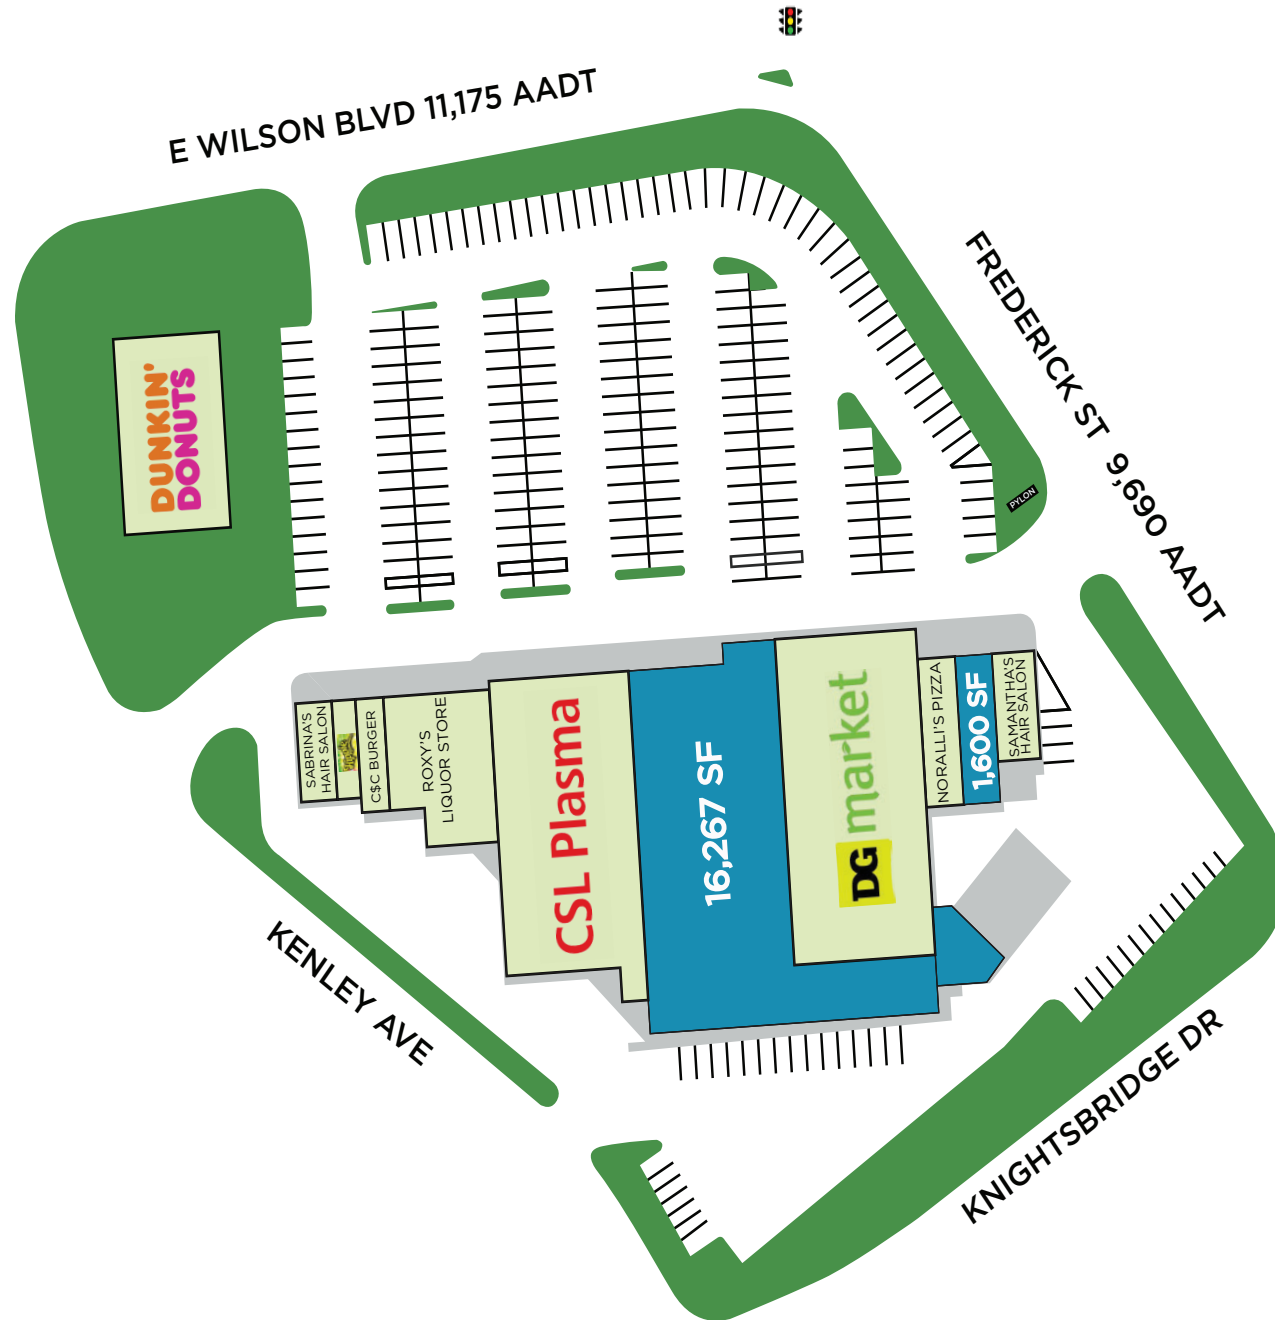 E WILSON BLVD 11,175 AADT
FREDERICK ST 9,690 AADT
DUNKIN'
DONUTS
PYLON
SABRINA'S
HAIR SALON
C$C BURGER
ROXY'S
LIQUOR STORE
CSL Plasma
16,267 SF
DG market
NORALLI'S PIZZA
1,600 SF
SAMANTHA'S
HAIR SALON
KENLEY AVE
KNIGHTSBRIDGE DR